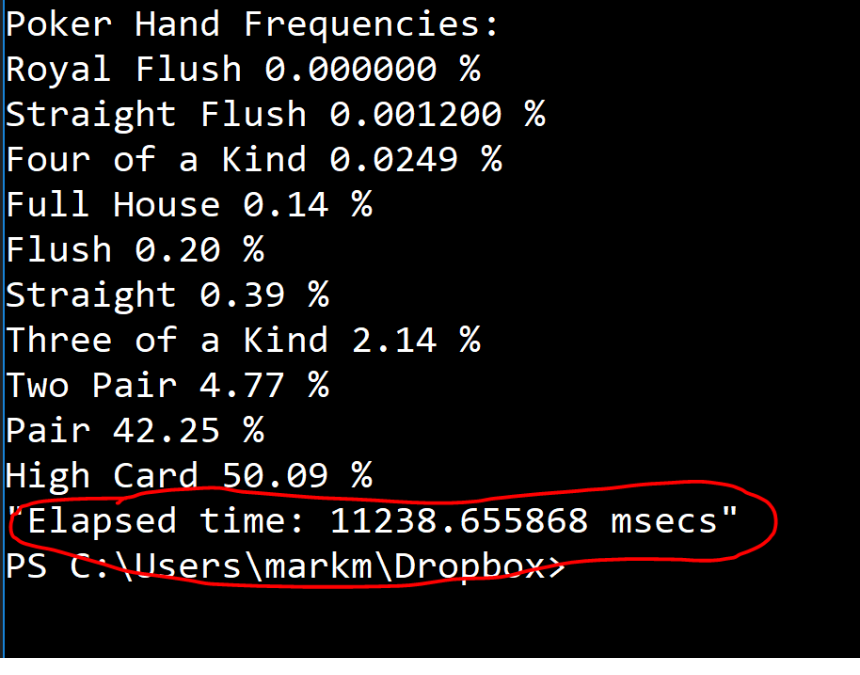 Poker Hand Frequencies:
Royal Flush 0.000000 %
Straight Flush 0.001200 %
Four of a Kind 0.0249 %
Full House 0.14 %
Flush 0.20 %
Straight 0.39 %
Three of a Kind 2.14 %
Two Pair 4.77 %
Pair 42.25 %
High Card 50.09 %
"Elapsed time: 11238.655868 msecs"
PS C:\Users\markm\Dropbox>